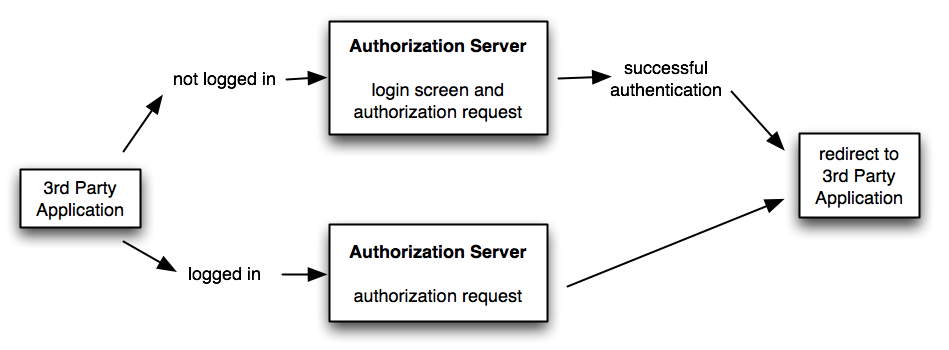 3rd Party
Application
not logged in
Authorization Server
login screen and
authorization request
successful
authentication
logged in
Authorization Server
authorization request
redirect to
3rd Party
Application